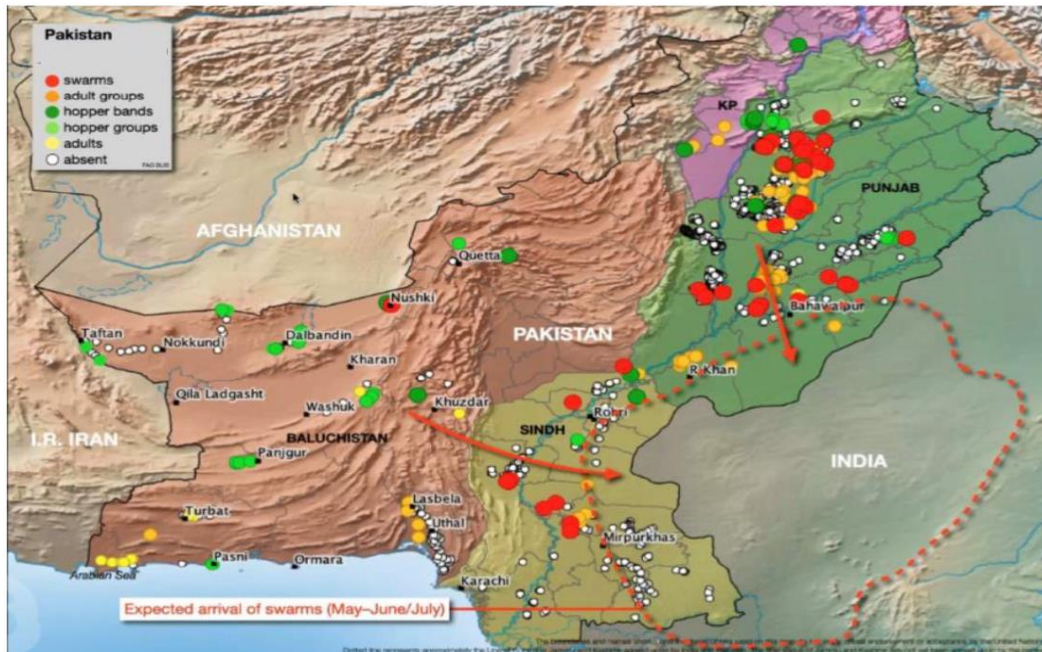 Pakistan
swarms
adult groups
hopper bands
hopper groups
adults
absent
KP
PUNJAB
AFGHANISTAN
Quetta
Nushki
Bahawalpur
PAKISTAN
Taftan
Nokkundi
Dalbandin
Kharan
R Khan
Qila Ladgasht
Washuk
Khuzdar
Rohri
SINDH
I.R. IRAN
BALUCHISTAN
INDIA
Panjgur
Lasbela
Turbat
Uthal
Mirpurkhas
Pasni
Ormara
Arabian Sea
Karachi
Expected arrival of swarms (May–June/July)